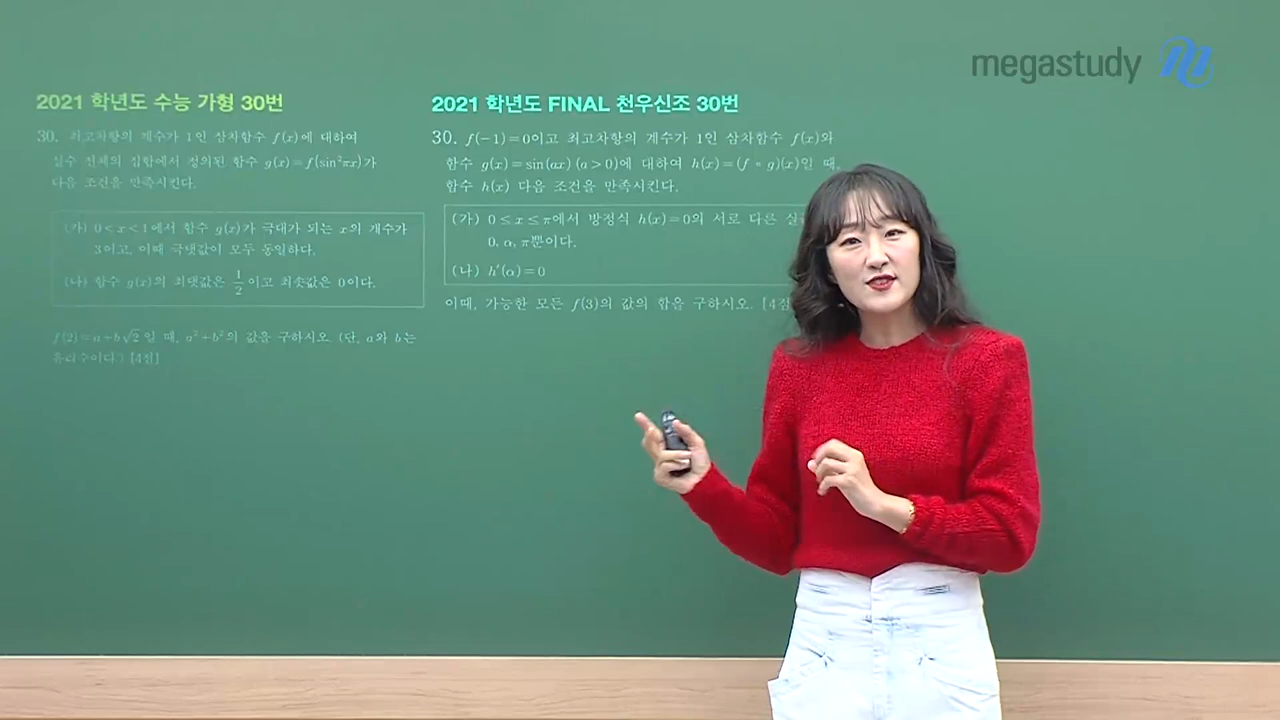 megastudy
2021 학년도 수능 가형 30번
30. 최고차항의 계수가 1인 삼차함수 f(x)에 대하여
실수 전체의 집합에서 정의된 함수 g(x)=f(sin²πx)가
다음 조건을 만족시킨다.
(가) 0<x<1에서 함수 g(x)가 극대가 되는 x의 개수가
3이고, 이때 극댓값이 모두 동일하다.
(나) 함수 g(x)의 최댓값은 1/2이고 최솟값은 0이다.
f(2)=a+b√2일 때, a²+b²의 값을 구하시오. (단, a와 b는
유리수이다.) [4점]
2021 학년도 FINAL 천우신조 30번
30. f(-1)=0이고 최고차항의 계수가 1인 삼차함수 f(x)와
함수 g(x)=sin(ax) (a>0)에 대하여 h(x)=(f∘g)(x)일 때,
함수 h(x) 다음 조건을 만족시킨다.
(가) 0≤x≤π에서 방정식 h(x)=0의 서로 다른
0, α, π뿐이다.
(나) h′(α)=0
이때, 가능한 모든 f(3)의 값의 합을 구하시오.